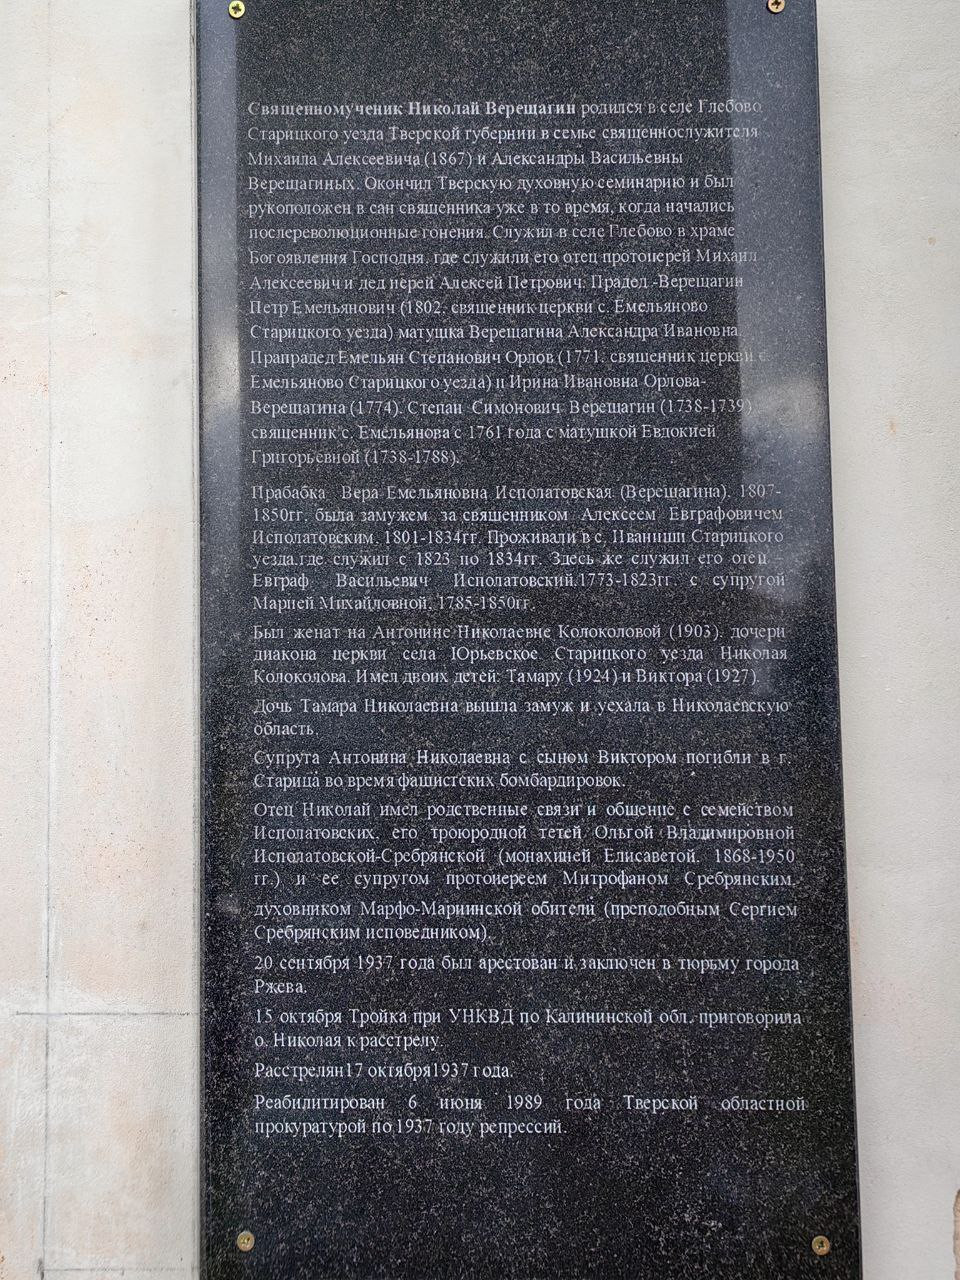 Священномученик Николай Верещагин родился в селе Глебово
Старицкого уезда Тверской губернии в семье священнослужителя
Михаила Алексеевича (1867) и Александры Васильевны
Верещагиных. Окончил Тверскую духовную семинарию и был
рукоположен в сан священника уже в то время, когда начались
послереволюционные гонения. Служил в селе Глебово в храме
Богоявления Господня, где служили его отец протоиерей Михаил
Алексеевич и дед иерей Алексей Петрович. Прадед -Верещагин
Петр Емельянович (1802, священник церкви с. Емельяново
Старицкого уезда) матушка Верещагина Александра Ивановна.
Прапрадед Емельян Степанович Орлов (1771, священник церкви с
Емельяново Старицкого уезда) и Ирина Ивановна Орлова-
Верещагина (1774). Степан Симонович Верещагин (1738-1739)
священник с. Емельянова с 1761 года с матушкой Евдокией
Григорьевной (1738-1788).
Прабабка Вера Емельяновна Исполатовская (Верещагина), 1807-
1850гг. была замужем за священником Алексеем Евграфовичем
Исполатовским, 1801-1834гг. Проживали в с. Иваниши Старицкого
уезда,где служил с 1823 по 1834гг. Здесь же служил его отец -
Евграф Васильевич Исполатовский,1773-1823гг. с супругой
Марией Михайловной, 1785-1850гг.
Был женат на Антонине Николаевне Колоколовой (1903), дочери
диакона церкви села Юрьевское Старицкого уезда Николая
Колоколова. Имел двоих детей: Тамару (1924) и Виктора (1927).
Дочь Тамара Николаевна вышла замуж и уехала в Николаевскую
область.
Супруга Антонина Николаевна с сыном Виктором погибли в г.
Старица во время фашистских бомбардировок.
Отец Николай имел родственные связи и общение с семейством
Исполатовских, его троюродной тетей Ольгой Владимировной
Исполатовской-Сребрянской (монахиней Елисаветой, 1868-1950
гг.) и ее супругом протоиереем Митрофаном Сребрянским,
духовником Марфо-Мариинской обители (преподобным Сергием
Сребрянским исповедником).
20 сентября 1937 года был арестован и заключен в тюрьму города
Ржева.
15 октября Тройка при УНКВД по Калининской обл. приговорила
о. Николая к расстрелу.
Расстрелян17 октября1937 года.
Реабилитирован 6 июня 1989 года Тверской областной
прокуратурой по 1937 году репрессий.